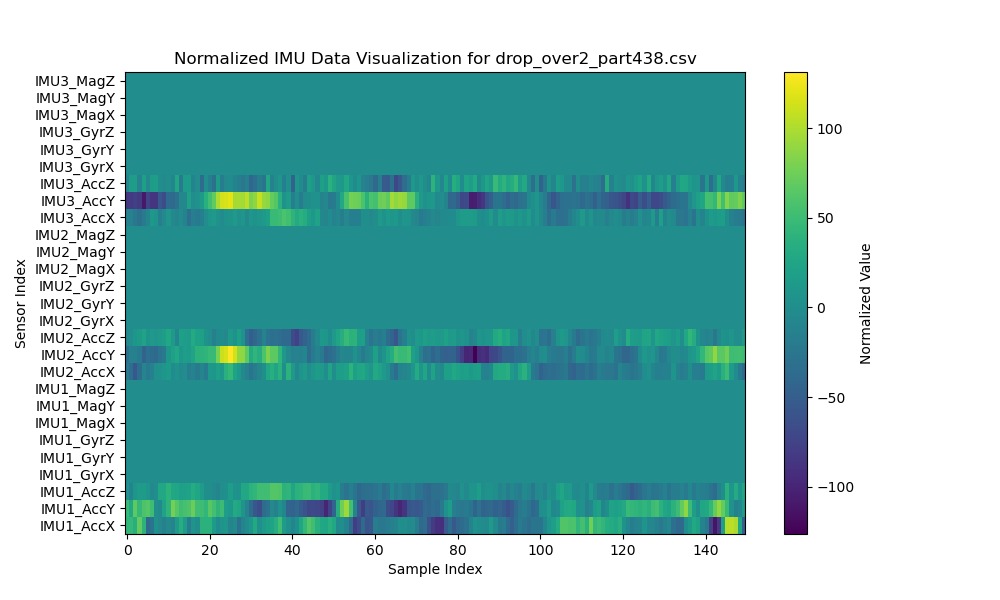 Normalized IMU Data Visualization for drop_over2_part438.csv
IMU3_MagZ
IMU3_MagY
IMU3_MagX
IMU3_GyrZ
IMU3_GyrY
IMU3_GyrX
IMU3_AccZ
IMU3_AccY
IMU3_AccX
IMU2_MagZ
IMU2_MagY
IMU2_MagX
IMU2_GyrZ
IMU2_GyrY
IMU2_GyrX
IMU2_AccZ
IMU2_AccY
IMU2_AccX
IMU1_MagZ
IMU1_MagY
IMU1_MagX
IMU1_GyrZ
IMU1_GyrY
IMU1_GyrX
IMU1_AccZ
IMU1_AccY
IMU1_AccX
Sensor Index
0 20 40 60 80 100 120 140
Sample Index
100
50
0
−50
−100
Normalized Value